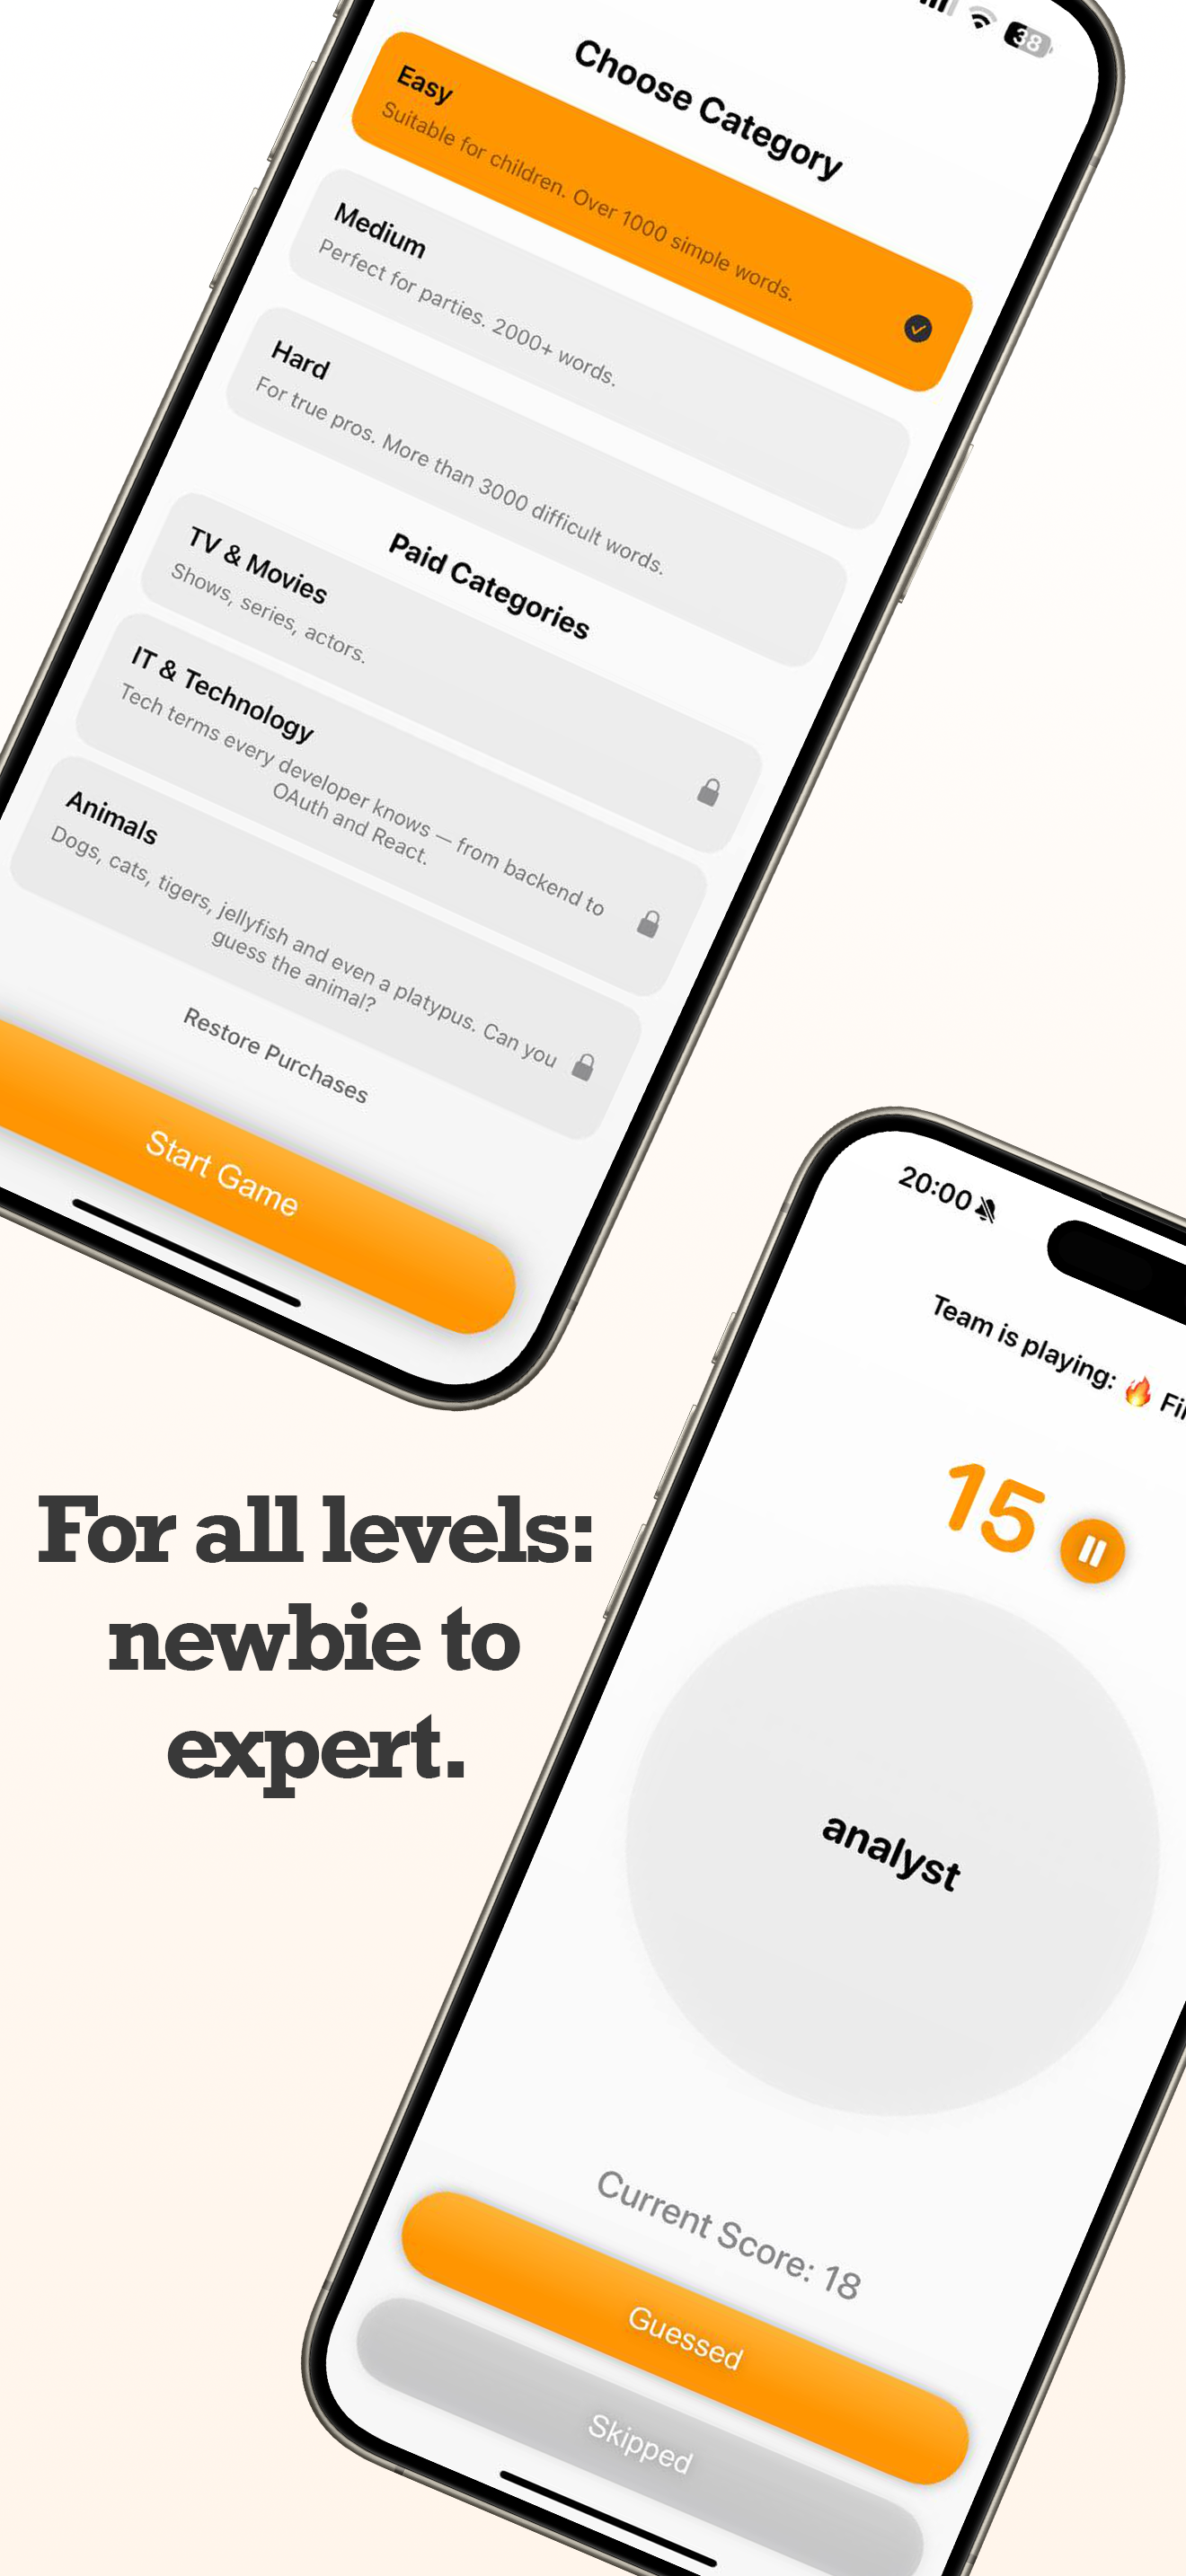 38
Choose Category
Easy
Suitable for children. Over 1000 simple words.
Medium
Perfect for parties. 2000+ words.
Hard
For true pros. More than 3000 difficult words.
Paid Categories
TV & Movies
Shows, series, actors.
IT & Technology
Tech terms every developer knows — from backend to
OAuth and React.
Animals
Dogs, cats, tigers, jellyfish and even a platypus. Can you
guess the animal?
Restore Purchases
Start Game
For all levels:
newbie to
expert.
20:00
Team is playing: 🔥
15
analyst
Current Score: 18
Guessed
Skipped